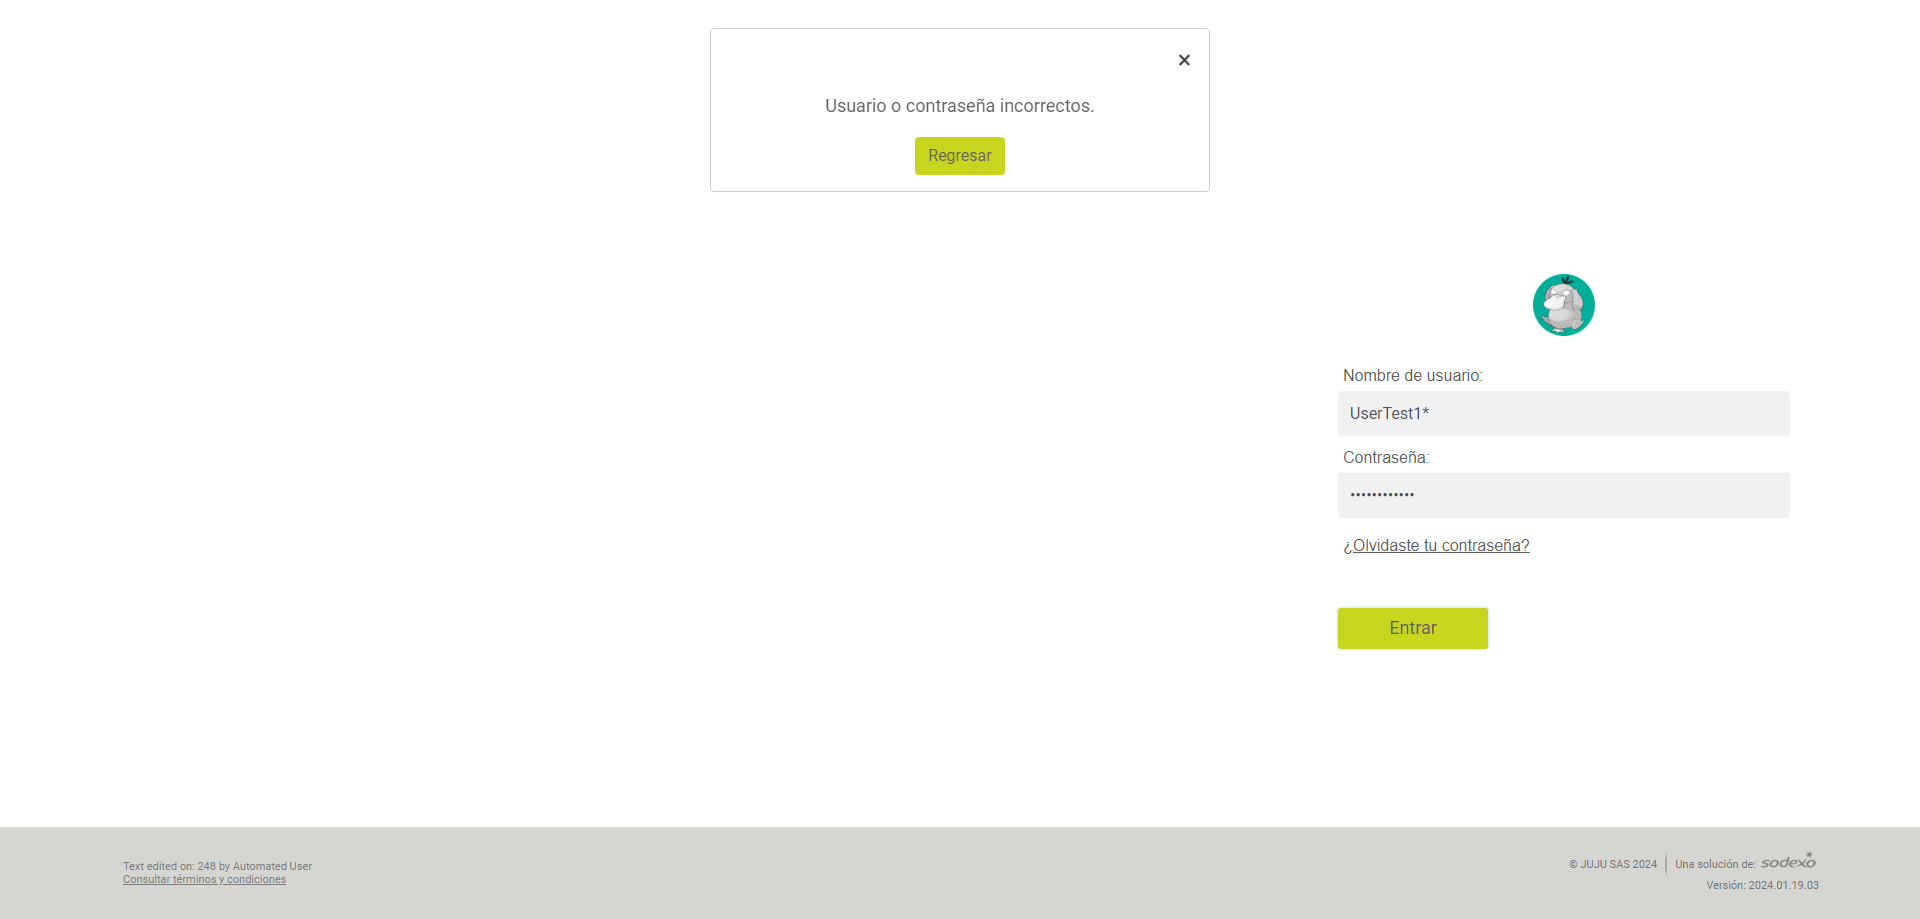 ×
Usuario o contraseña incorrectos.
Regresar
Nombre de usuario:
UserTest1*
Contraseña:
••••••••••••
¿Olvidaste tu contraseña?
Entrar
Text edited on: 248 by Automated User
Consultar términos y condiciones
© JUJU SAS 2024 | Una solución de: sodexo
Versión: 2024.01.19.03